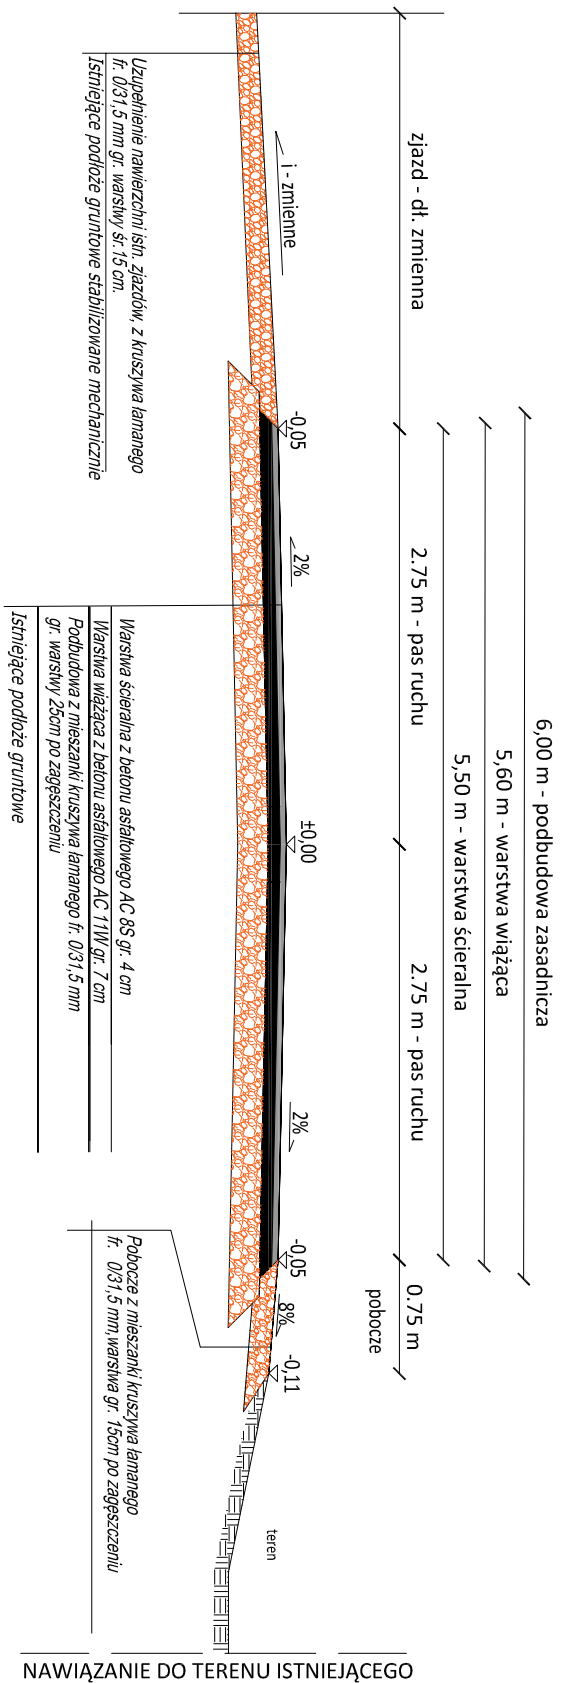 6,00 m - podbudowa zasadnicza
5,60 m - warstwa wiążąca
5,50 m - warstwa ścieralna
zjazd - dł. zmienna
2.75 m - pas ruchu
2.75 m - pas ruchu
0.75 m
pobocze
i - zmienne
-0,05
2%
±0,00
2%
-0,05
8%
-0,11
teren
Uzupełnienie nawierzchni istn. zjazdów, z kruszywa łamanego
fr. 0/31,5 mm gr. warstwy śr.15 cm.
Istniejące podłoże gruntowe stabilizowane mechanicznie
Warstwa ścieralna z betonu asfaltowego AC 8S gr. 4 cm
Warstwa wiążąca z betonu asfaltowego AC 11W gr. 7 cm
Podbudowa z mieszanki kruszywa łamanego fr. 0/31,5 mm
gr. warstwy 25cm po zagęszczeniu
Istniejące podłoże gruntowe
Pobocze z mieszanki kruszywa łamanego
fr. 0/31,5 mm,warstwa gr. 15cm po zagęszczeniu
NAWIĄZANIE DO TERENU ISTNIEJĄCEGO